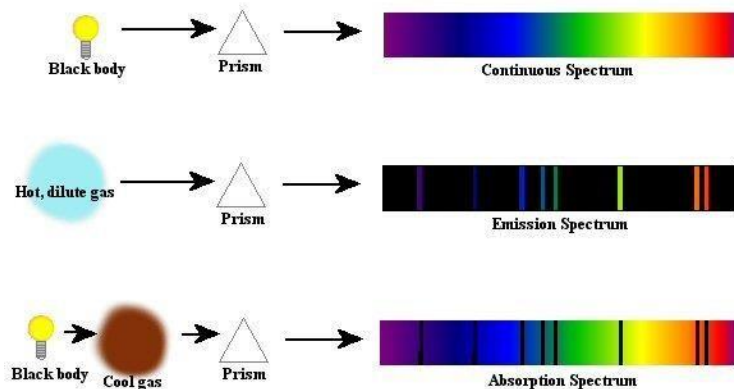 Black body
Prism
Continuous Spectrum
Hot, dilute gas
Prism
Emission Spectrum
Black body
Cool gas
Prism
Absorption Spectrum